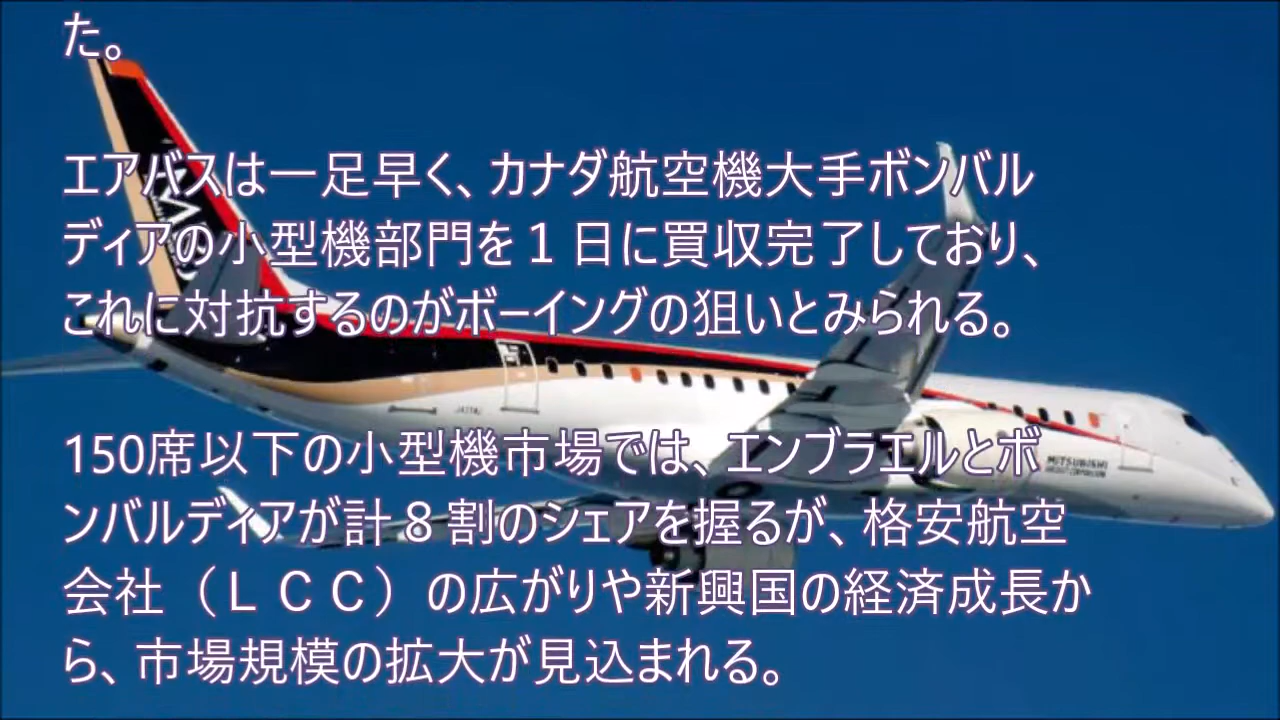 た。
エアバスは一足早く、カナダ航空機大手ボンバル
ディアの小型機部門を１日に買収完了しており、
これに対抗するのがボーイングの狙いとみられる。
150席以下の小型機市場では、エンブラエルとボ
ンバルディアが計８割のシェアを握るが、格安航空
会社（ＬＣＣ）の広がりや新興国の経済成長か
ら、市場規模の拡大が見込まれる。
MITSUBISHI
AIRCRAFT CORPORATION